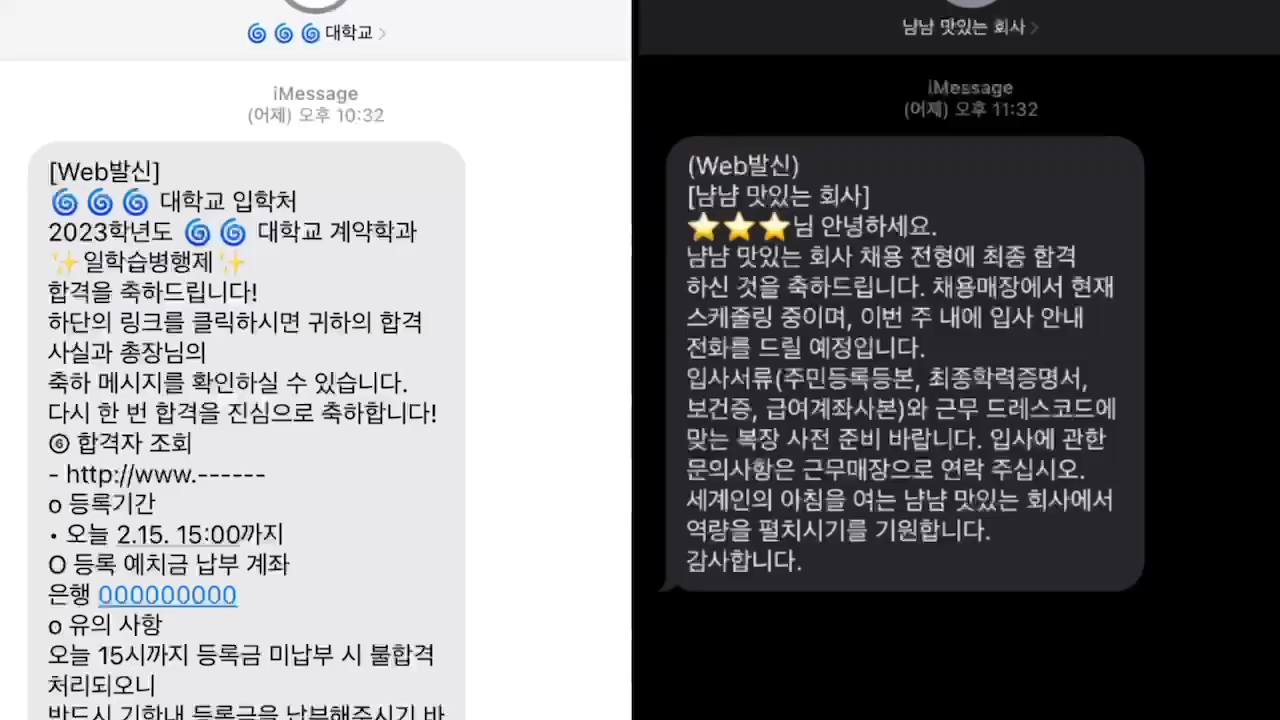 🌀 🌀 🌀 대학교 >
iMessage
(어제) 오후 10:32
[Web발신]
🌀 🌀 🌀 대학교 입학처
2023학년도 🌀 🌀 대학교 계약학과
✨일학습병행제✨
합격을 축하드립니다!
하단의 링크를 클릭하시면 귀하의 합격
사실과 총장님의
축하 메시지를 확인하실 수 있습니다.
다시 한 번 합격을 진심으로 축하합니다!
⑥ 합격자 조회
- http://www.------
o 등록기간
• 오늘 2.15. 15:00까지
O 등록 예치금 납부 계좌
은행 000000000
o 유의 사항
오늘 15시까지 등록금 미납부 시 불합격
처리되오니
반드시 기한내 등록금을 납부해주시기 바
냠냠 맛있는 회사 >
iMessage
(어제) 오후 11:32
(Web발신)
[냠냠 맛있는 회사]
⭐⭐⭐님 안녕하세요.
냠냠 맛있는 회사 채용 전형에 최종 합격
하신 것을 축하드립니다. 채용매장에서 현재
스케줄링 중이며, 이번 주 내에 입사 안내
전화를 드릴 예정입니다.
입사서류(주민등록등본, 최종학력증명서,
보건증, 급여계좌사본)와 근무 드레스코드에
맞는 복장 사전 준비 바랍니다. 입사에 관한
문의사항은 근무매장으로 연락 주십시오.
세계인의 아침을 여는 냠냠 맛있는 회사에서
역량을 펼치시기를 기원합니다.
감사합니다.